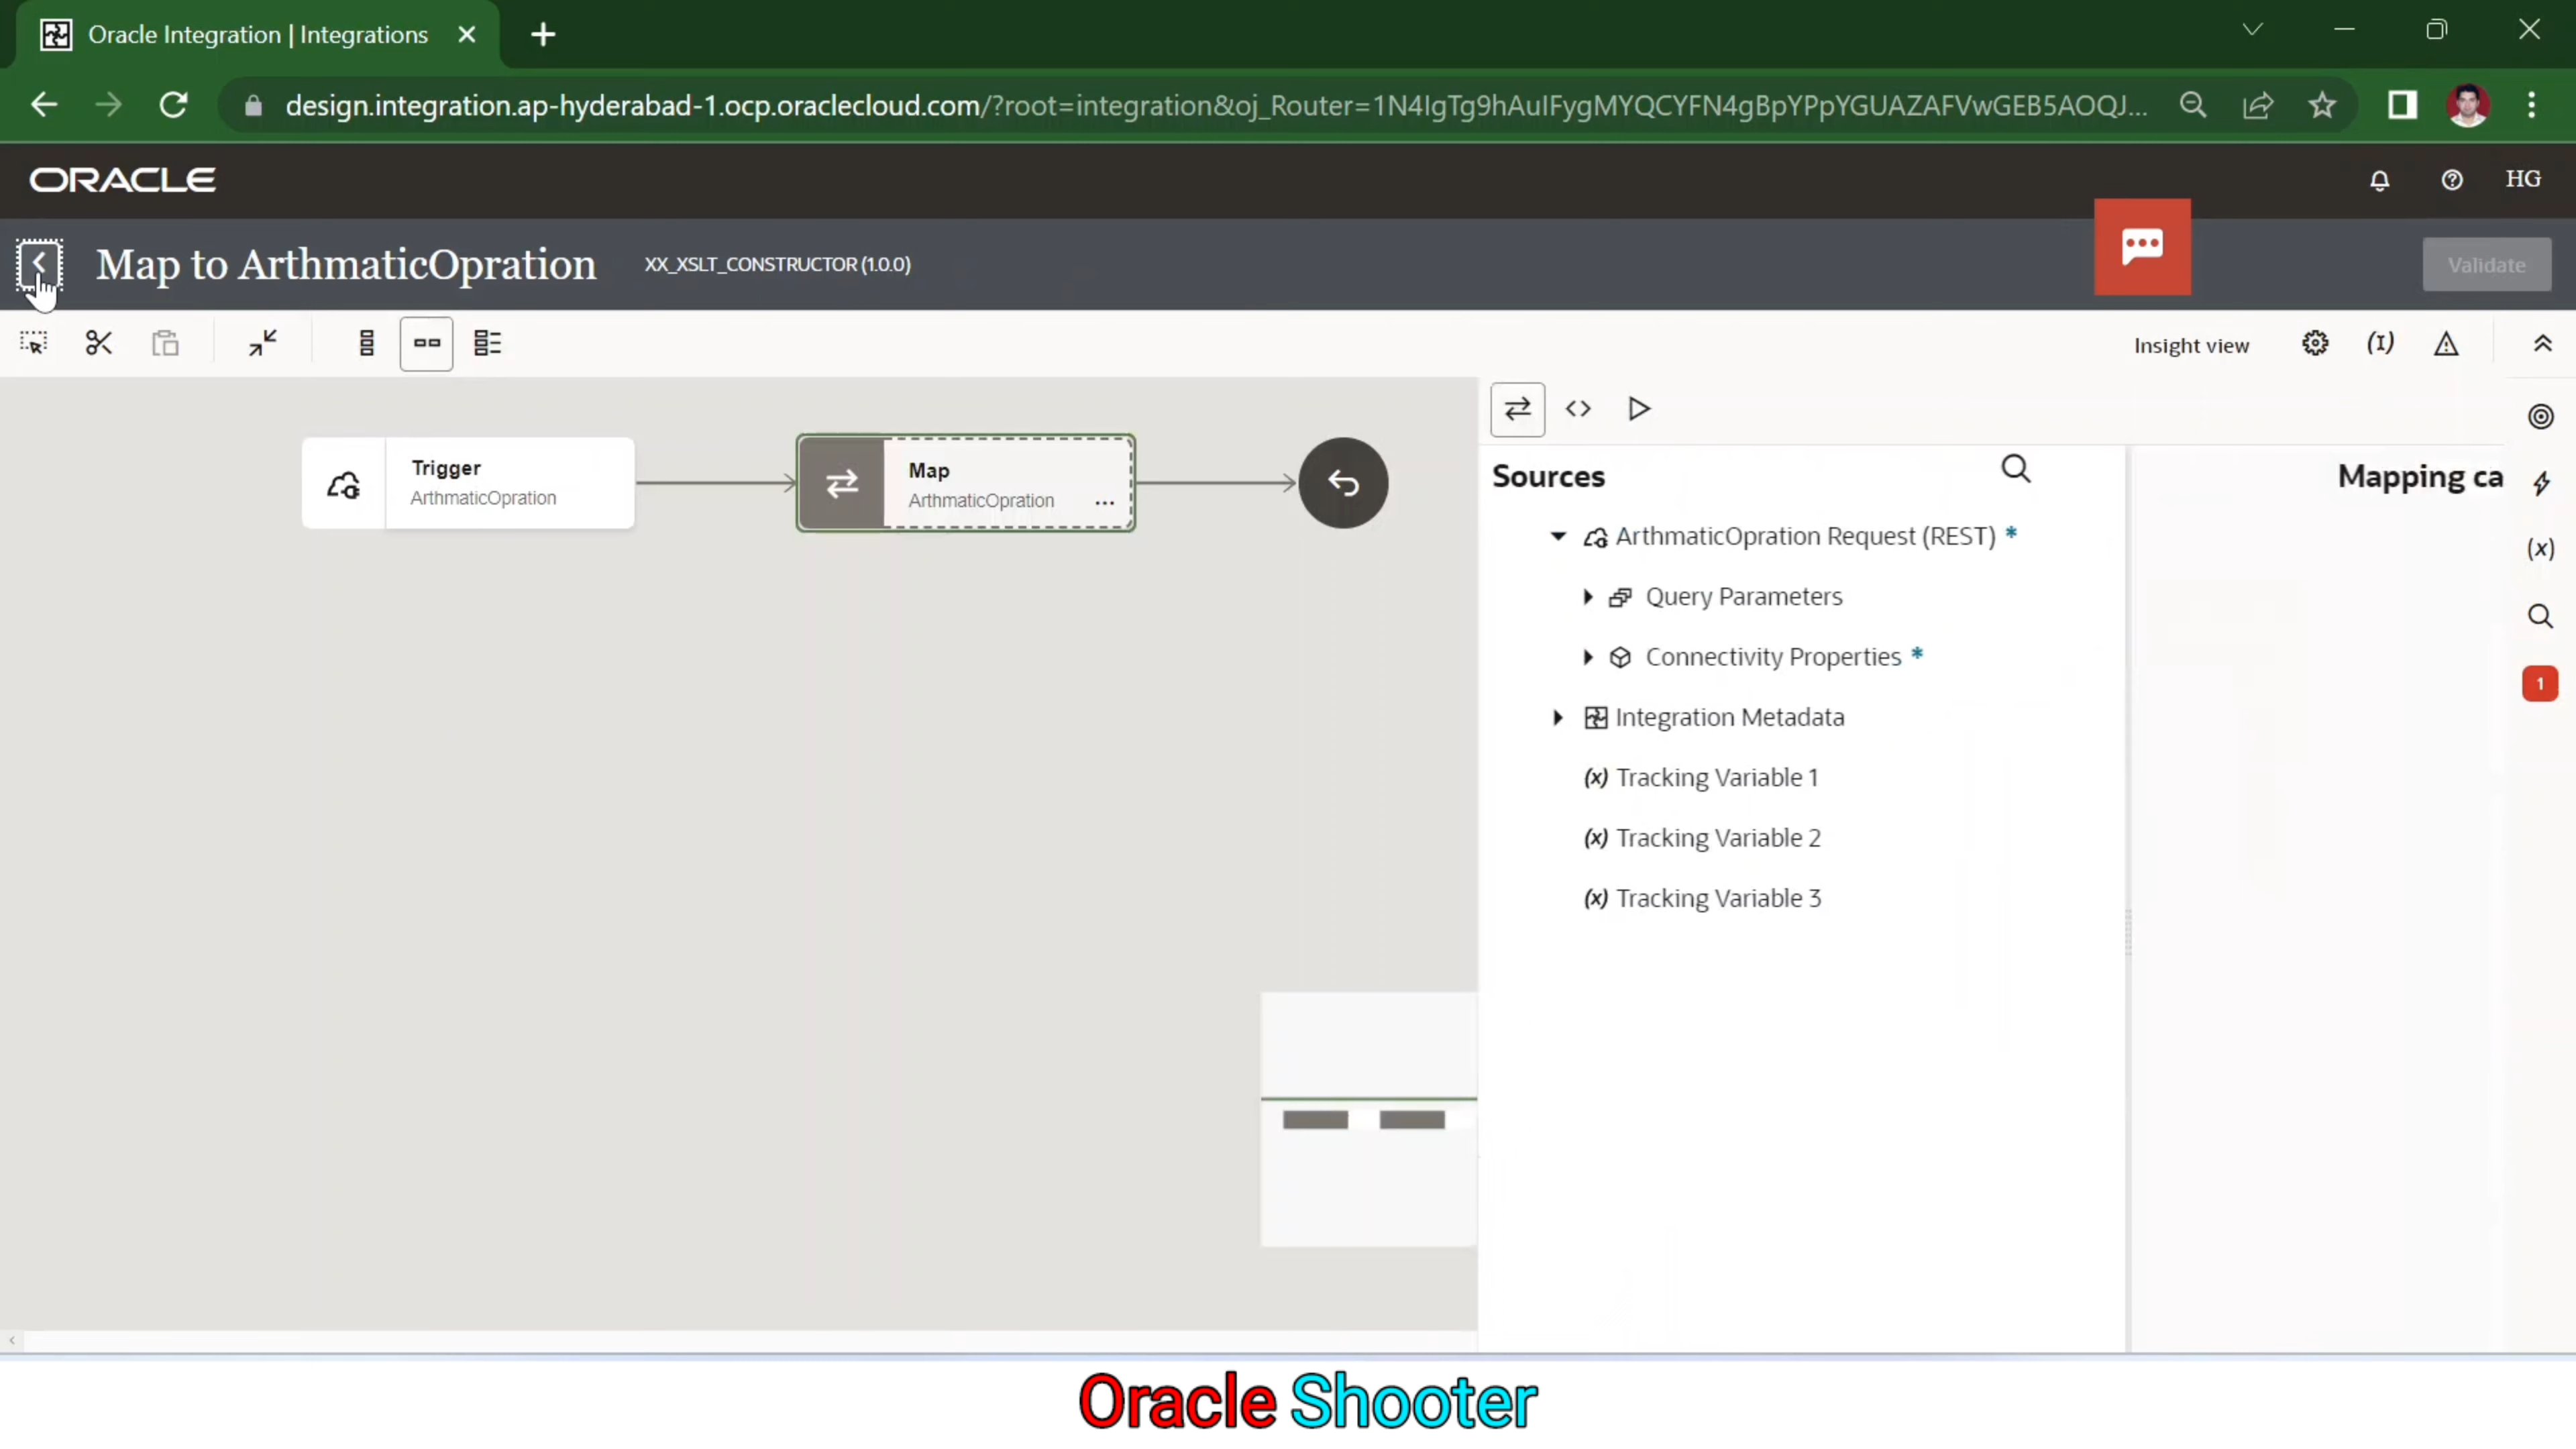 Oracle Integration | Integrations
design.integration.ap-hyderabad-1.ocp.oraclecloud.com/?root=integration&oj_Router=1N4IgTg9hAuIFygMYQCYFN4gBpYPpYGUAZAFVwGEB5AOQJ...
ORACLE
HG
Map to ArthmaticOpration
XX_XSLT_CONSTRUCTOR (1.0.0)
Validate
Insight view
Trigger
ArthmaticOpration
Map
ArthmaticOpration
Sources
Mapping ca
ArthmaticOpration Request (REST) *
Query Parameters
Connectivity Properties *
Integration Metadata
(x) Tracking Variable 1
(x) Tracking Variable 2
(x) Tracking Variable 3
(x)
1
Oracle Shooter